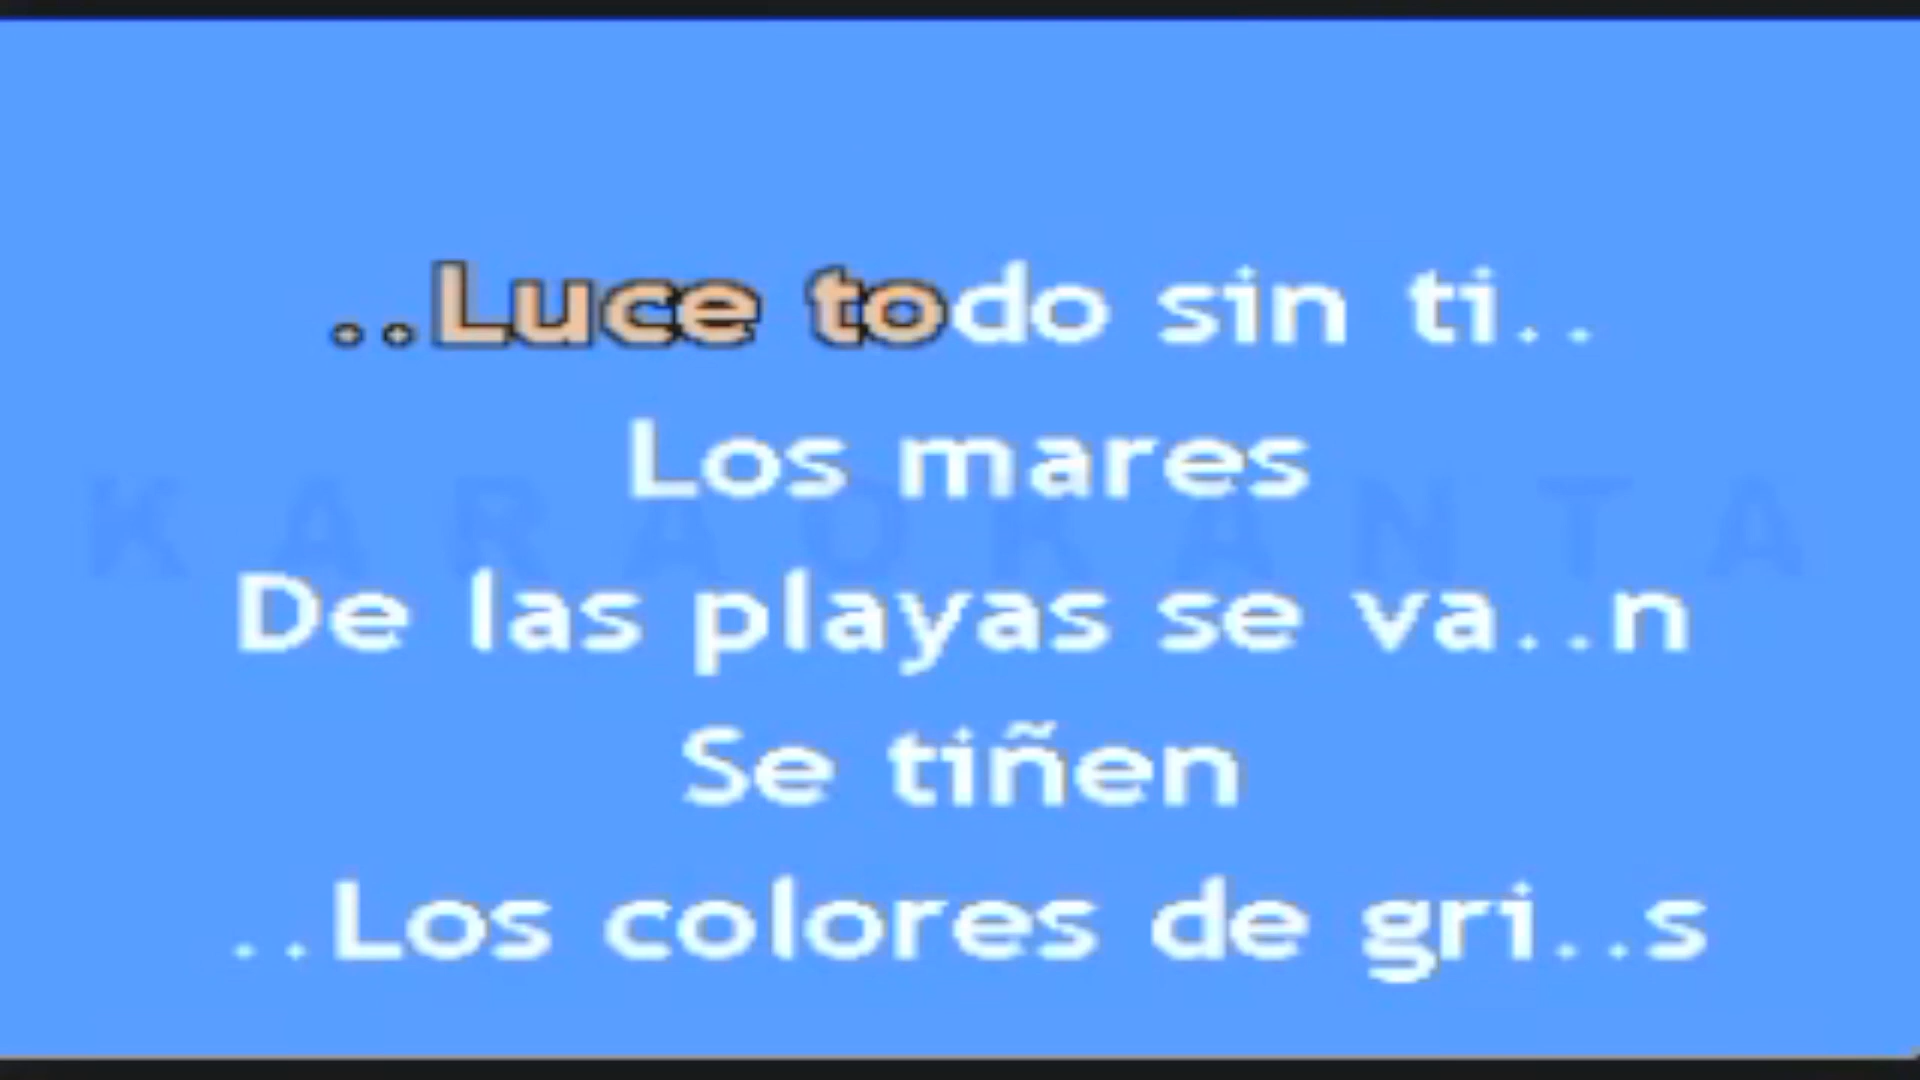 ..Luce todo sin ti..
Los mares
KARAOKANTA
De las playas se va..n
Se tiñen
..Los colores de gri..s